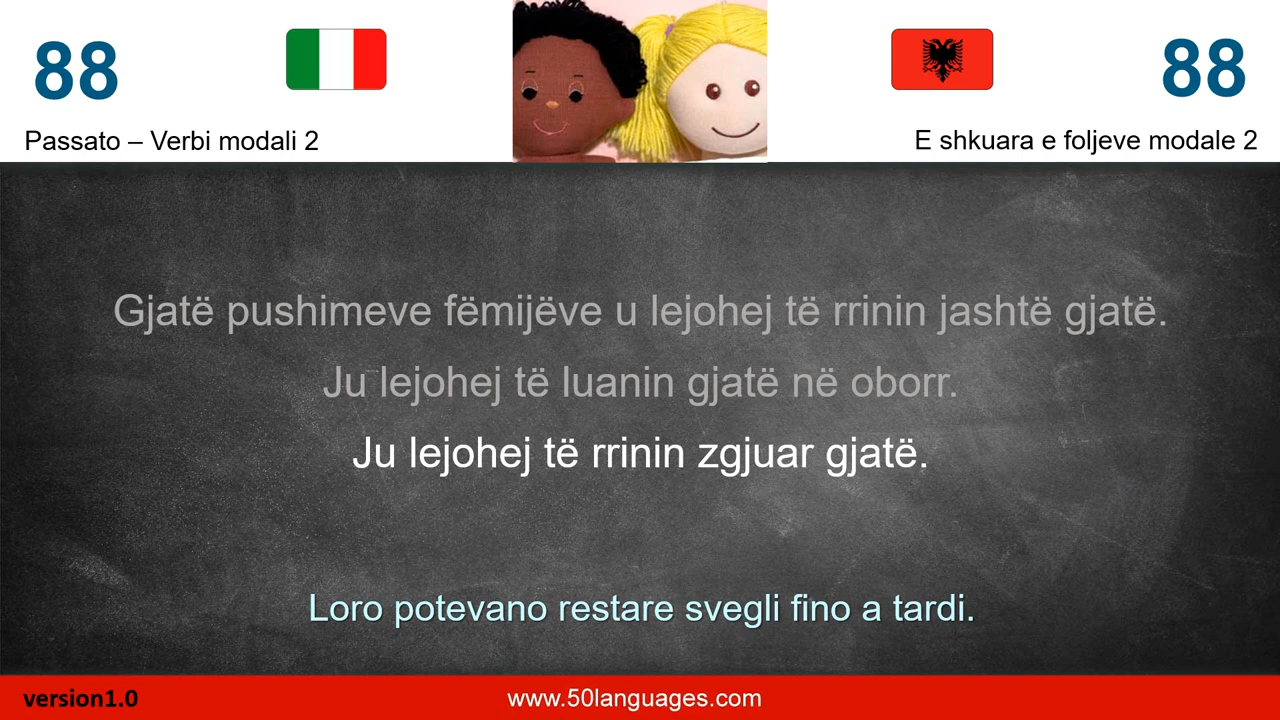 88
88
Passato – Verbi modali 2
E shkuara e foljeve modale 2
Gjatë pushimeve fëmijëve u lejohej të rrinin jashtë gjatë.
Ju lejohej të luanin gjatë në oborr.
Ju lejohej të rrinin zgjuar gjatë.
Loro potevano restare svegli fino a tardi.
version1.0
www.50languages.com